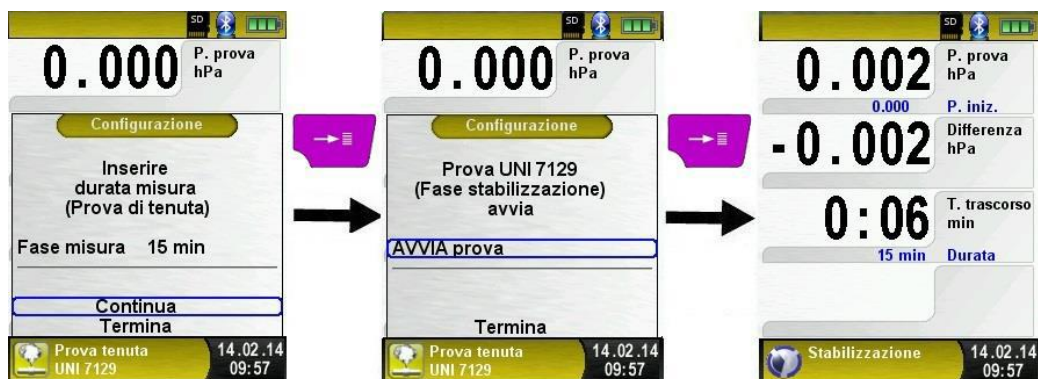 SD
0.000 P. prova
hPa
Configurazione
Inserire
durata misura
(Prova di tenuta)
Fase misura 15 min
Continua
Termina
Prova tenuta 14.02.14
UNI 7129 09:57
SD
0.000 P. prova
hPa
Configurazione
Prova UNI 7129
(Fase stabilizzazione)
avvia
AVVIA prova
Termina
Prova tenuta 14.02.14
UNI 7129 09:57
SD
0.002 P. prova
hPa
0.000 P. iniz.
-0.002 Differenza
hPa
0:06 T. trascorso
min
15 min Durata
Stabilizzazione 14.02.14
09:57